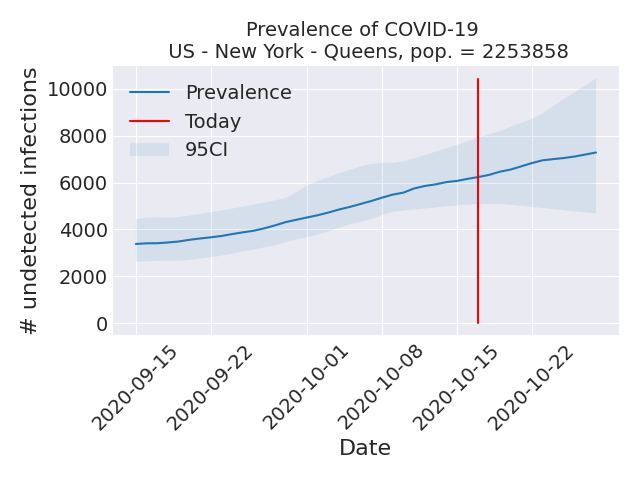 Prevalence of COVID-19
US - New York - Queens, pop. = 2253858
# undetected infections
10000
8000
6000
4000
2000
0
Prevalence
Today
95CI
2020-09-15
2020-09-22
2020-10-01
2020-10-08
2020-10-15
2020-10-22
Date